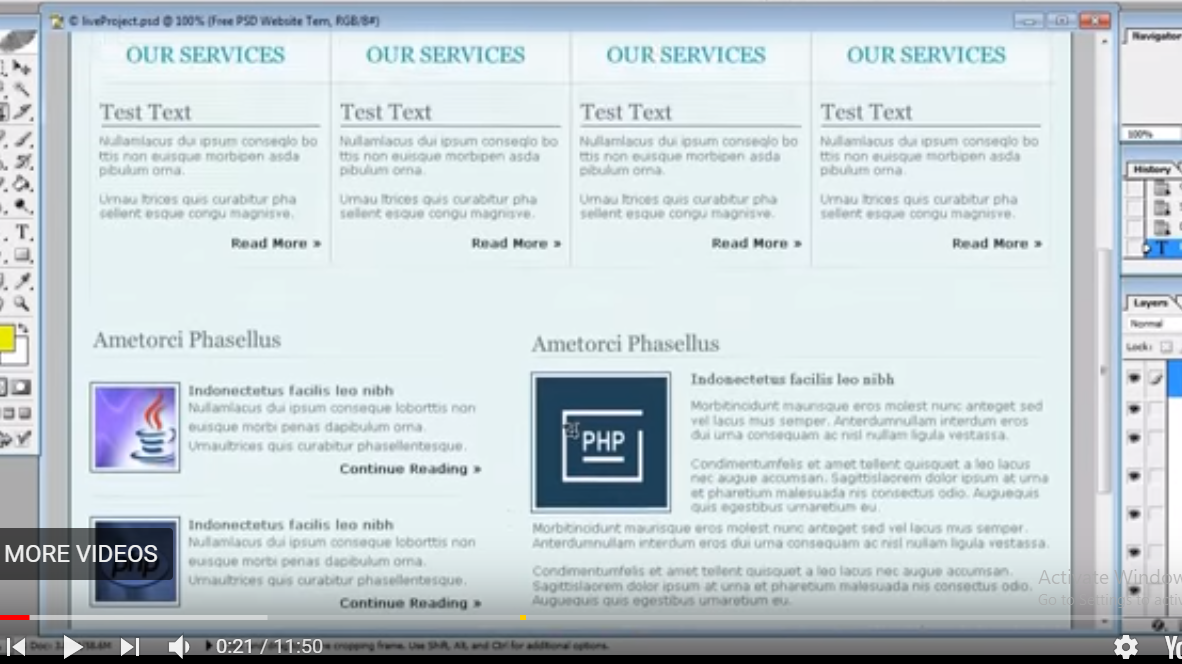 © liveProject.psd @ 100% (Free PSD Website Tem, RGB/8#)
Navigator
OUR SERVICES OUR SERVICES OUR SERVICES OUR SERVICES
Test Text Test Text Test Text Test Text
100%
Nullamlacus dui ipsum conseqlo bo Nullamlacus dui ipsum conseqlo bo Nullamlacus dui ipsum conseqlo bo Nullamlacus dui ipsum conseqlo bo
ttis non euisque morbipen asda ttis non euisque morbipen asda ttis non euisque morbipen asda ttis non euisque morbipen asda
pibulum orna. pibulum orna. pibulum orna. pibulum orna.
History
Urnau ltrices quis curabitur pha Urnau ltrices quis curabitur pha Urnau ltrices quis curabitur pha Urnau ltrices quis curabitur pha
sellent esque congu magnisve. sellent esque congu magnisve. sellent esque congu magnisve. sellent esque congu magnisve.
Read More » Read More » Read More » Read More »
Layers
Normal
Lock:
Ametorci Phasellus
Indonectetus facilis leo nibh
Nullamlacus dui ipsum conseque loborttis non
euisque morbi penas dapibulum orna.
Urnaultrices quis curabitur phasellentesque.
Continue Reading »
Indonectetus facilis leo nibh
Nullamlacus dui ipsum conseque loborttis non
euisque morbi penas dapibulum orna.
Urnaultrices quis curabitur phasellentesque.
Continue Reading »
php
Ametorci Phasellus
PHP
Indonectetus facilis leo nibh
Morbitincidunt maurisque eros molest nunc anteget sed
vel lacus mus semper. Anterdumnullam interdum eros
dui urna consequam ac nisl nullam ligula vestassa.
Condimentumfelis et amet tellent quisquet a leo lacus
nec augue accumsan. Sagittislaorem dolor ipsum at urna
et pharetium malesuada nis consectus odio. Auguequis
quis egestibus urnaretium eu.
Morbitincidunt maurisque eros molest nunc anteget sed vel lacus mus semper.
Anterdumnullam interdum eros dui urna consequam ac nisl nullam ligula vestassa.
Condimentumfelis et amet tellent quisquet a leo lacus nec augue accumsan.
Sagittislaorem dolor ipsum at urna et pharetium malesuada nis consectus odio.
Auguequis quis egestibus urnaretium eu.
MORE VIDEOS
Activate Window
Go to Settings to activ
0:21 / 11:50
cropping frame. Use Shift, Alt, and Ctrl for additional options.